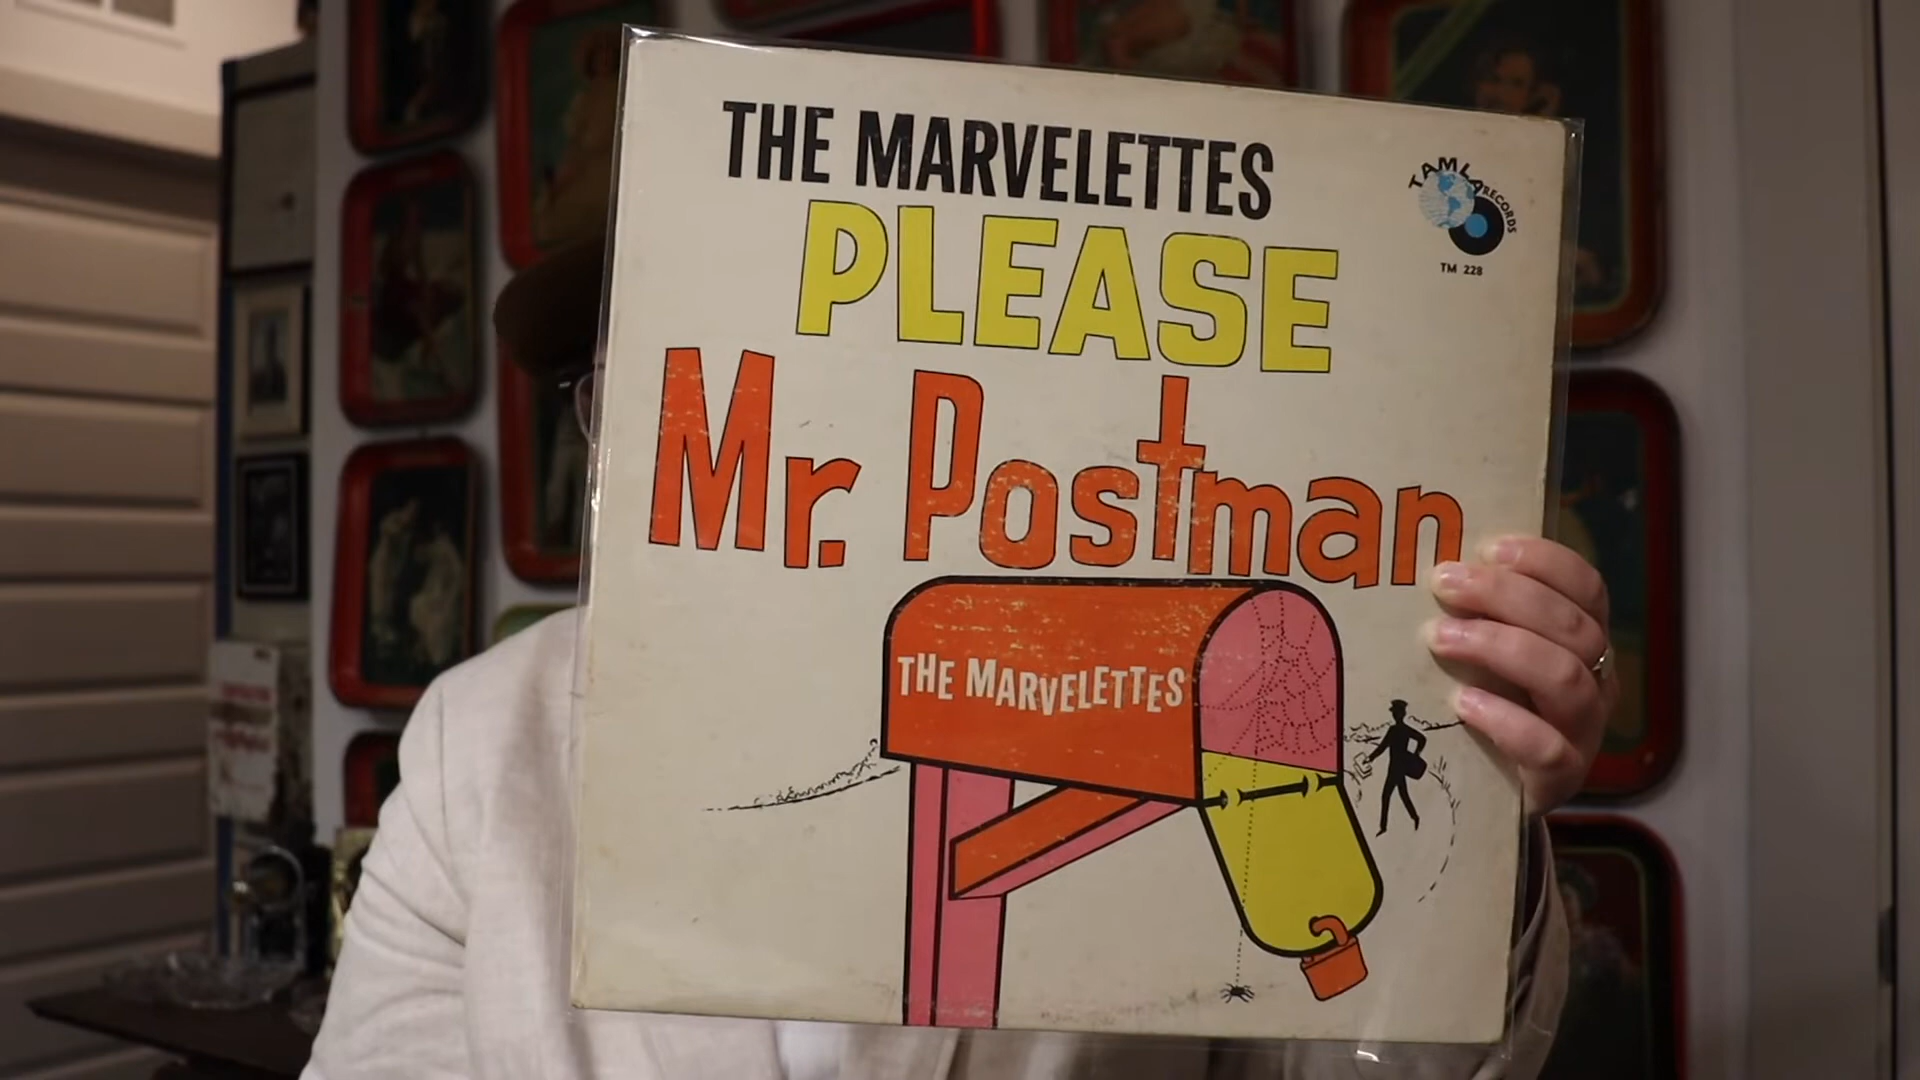 THE MARVELETTES
TAMLA RECORDS
TM 228
PLEASE
Mr. Postman
THE MARVELETTES